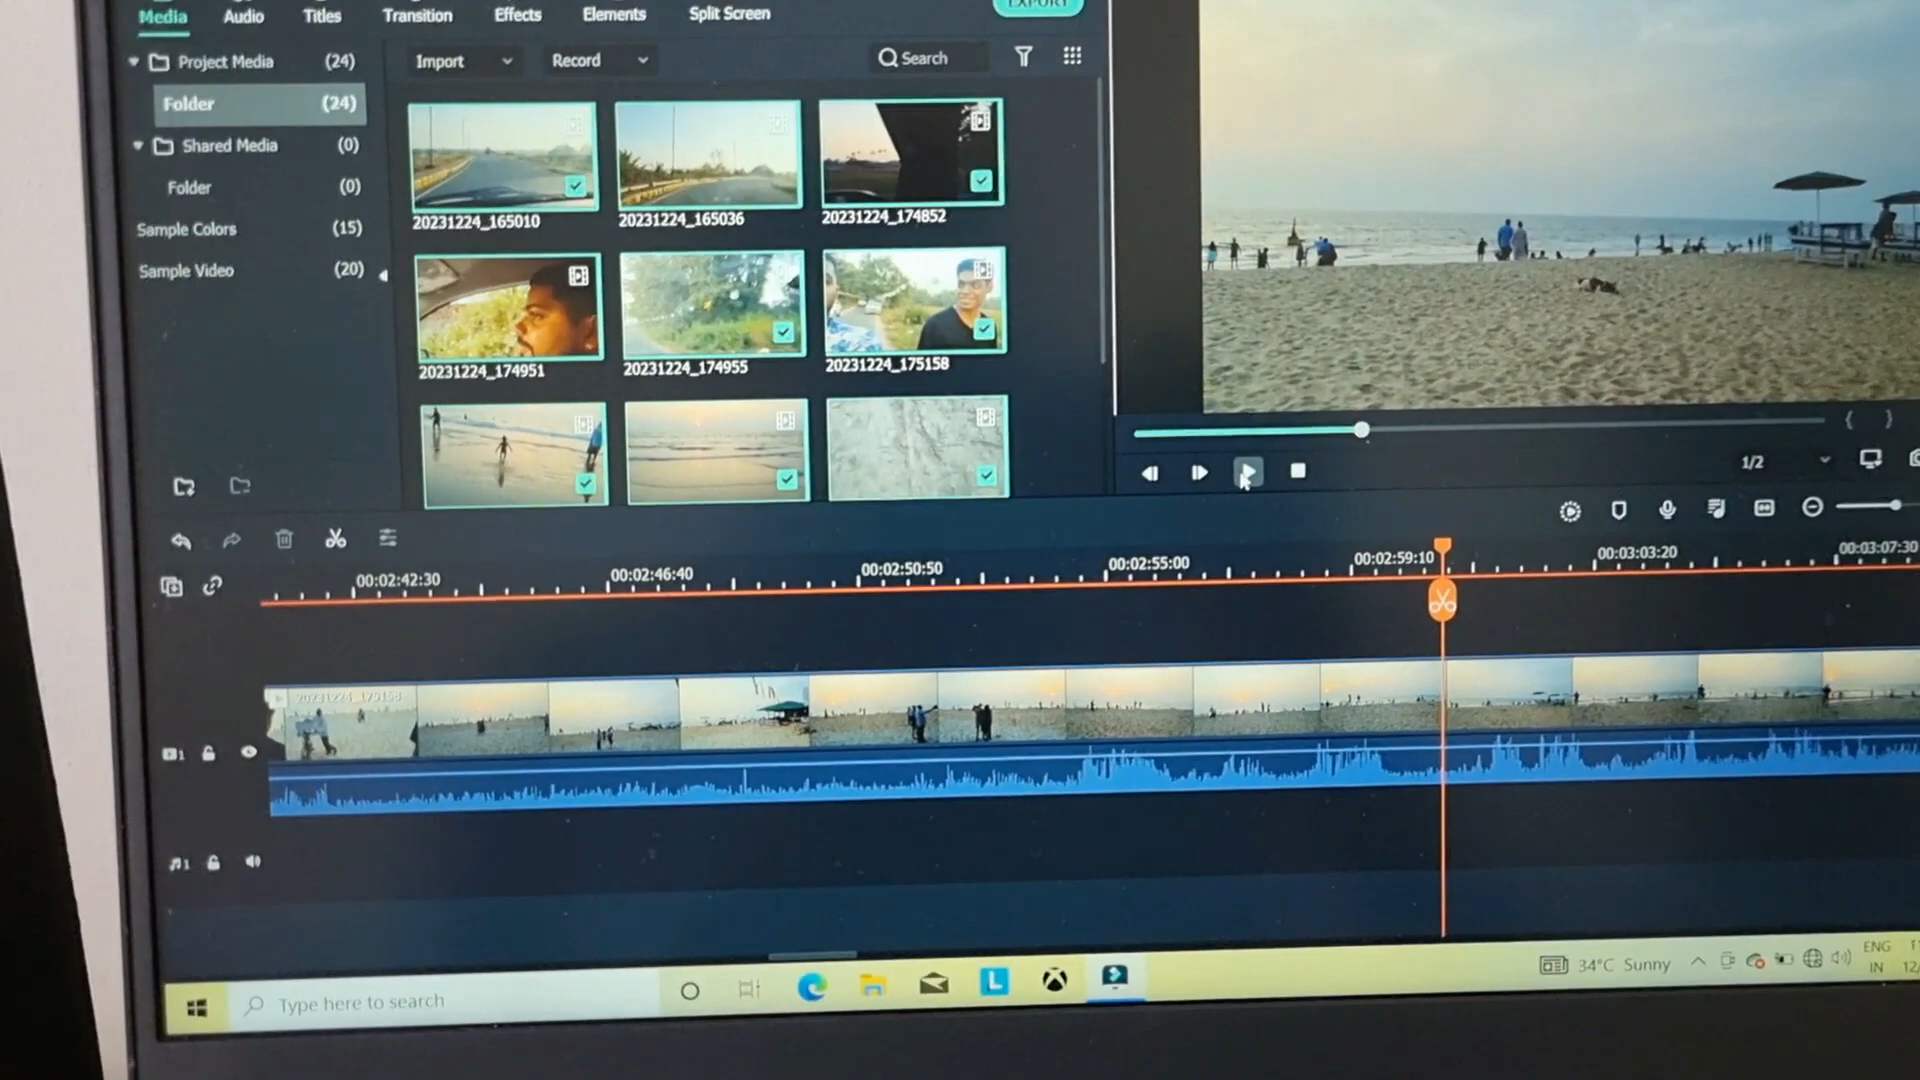 Media Audio Titles Transition Effects Elements Split Screen EXPORT
Project Media (24)
Import Record Search
Folder (24)
Shared Media (0)
Folder (0)
Sample Colors (15)
Sample Video (20)
20231224_165010 20231224_165036 20231224_174852
20231224_174951 20231224_174955 20231224_175158
1/2
00:02:42:30 00:02:46:40 00:02:50:50 00:02:55:00 00:02:59:10 00:03:03:20 00:03:07:30
20231224_175158
1
1
Type here to search
L
34°C Sunny
ENG
IN